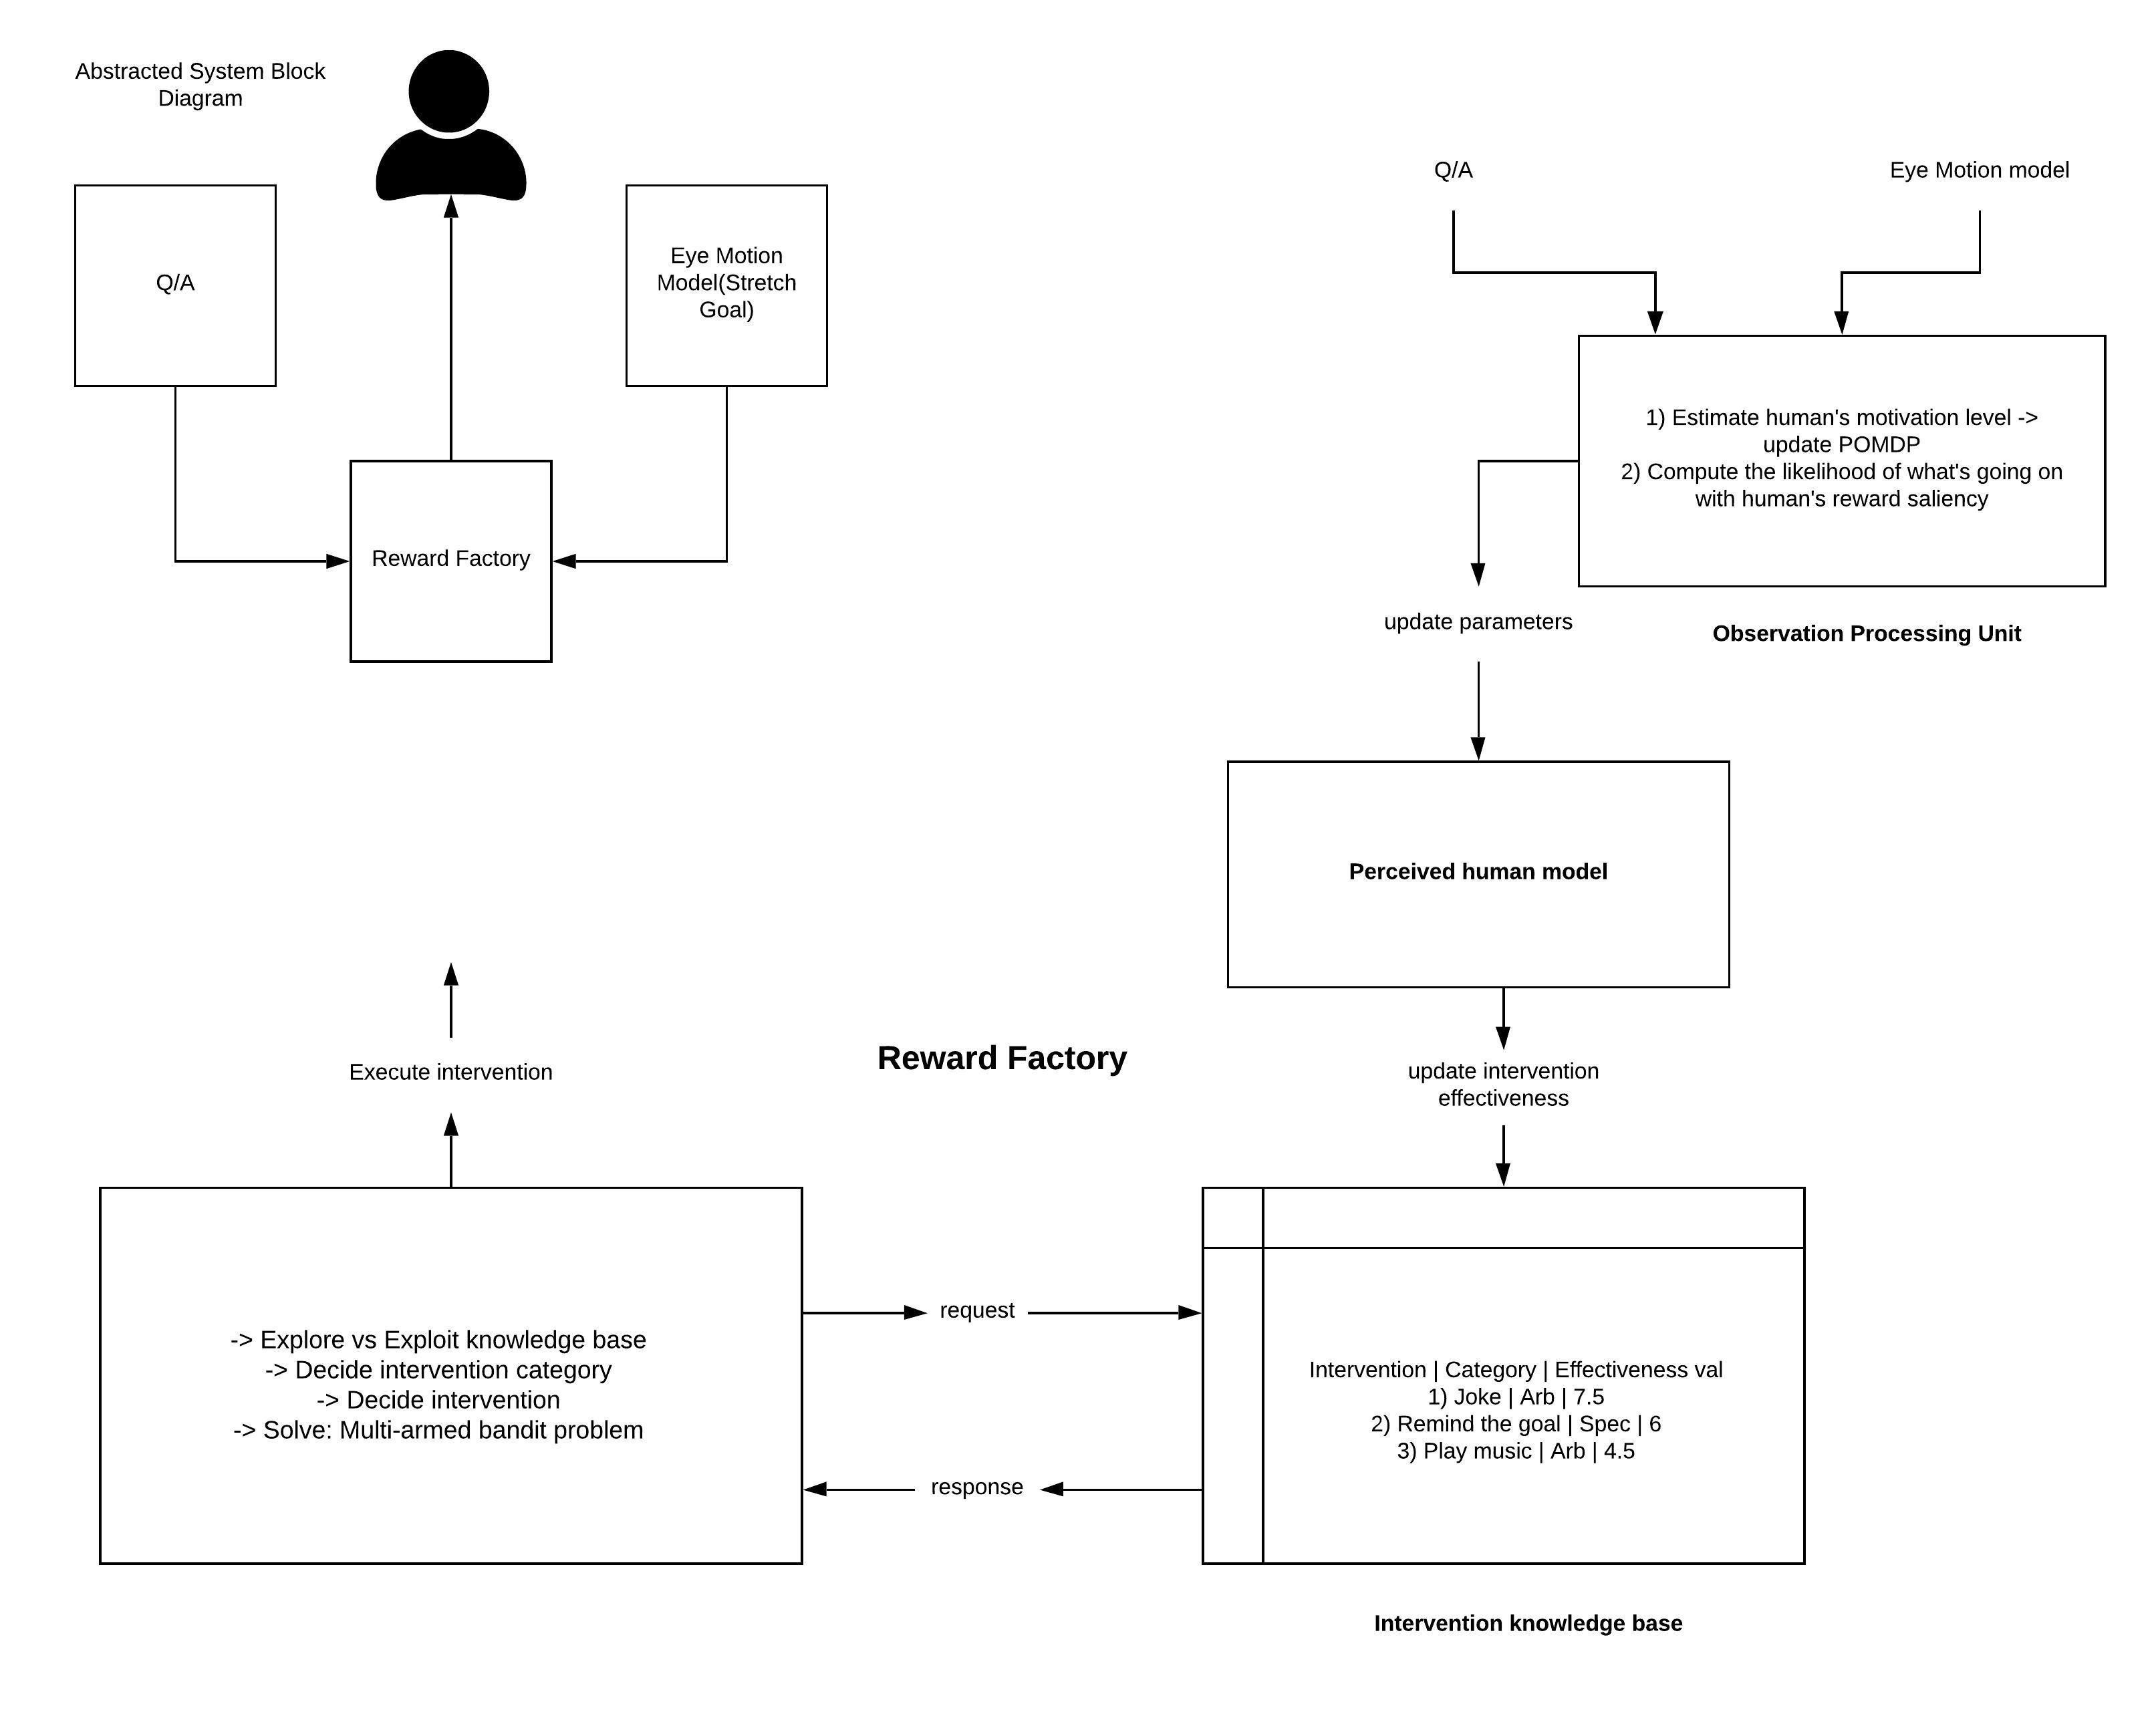 Abstracted System Block
Diagram
Q/A
Eye Motion
Model(Stretch
Goal)
Reward Factory
Q/A
Eye Motion model
1) Estimate human's motivation level ->
update POMDP
2) Compute the likelihood of what's going on
with human's reward saliency
update parameters
Observation Processing Unit
Perceived human model
Execute intervention
Reward Factory
update intervention
effectiveness
-> Explore vs Exploit knowledge base
-> Decide intervention category
-> Decide intervention
-> Solve: Multi-armed bandit problem
request
response
Intervention | Category | Effectiveness val
1) Joke | Arb | 7.5
2) Remind the goal | Spec | 6
3) Play music | Arb | 4.5
Intervention knowledge base